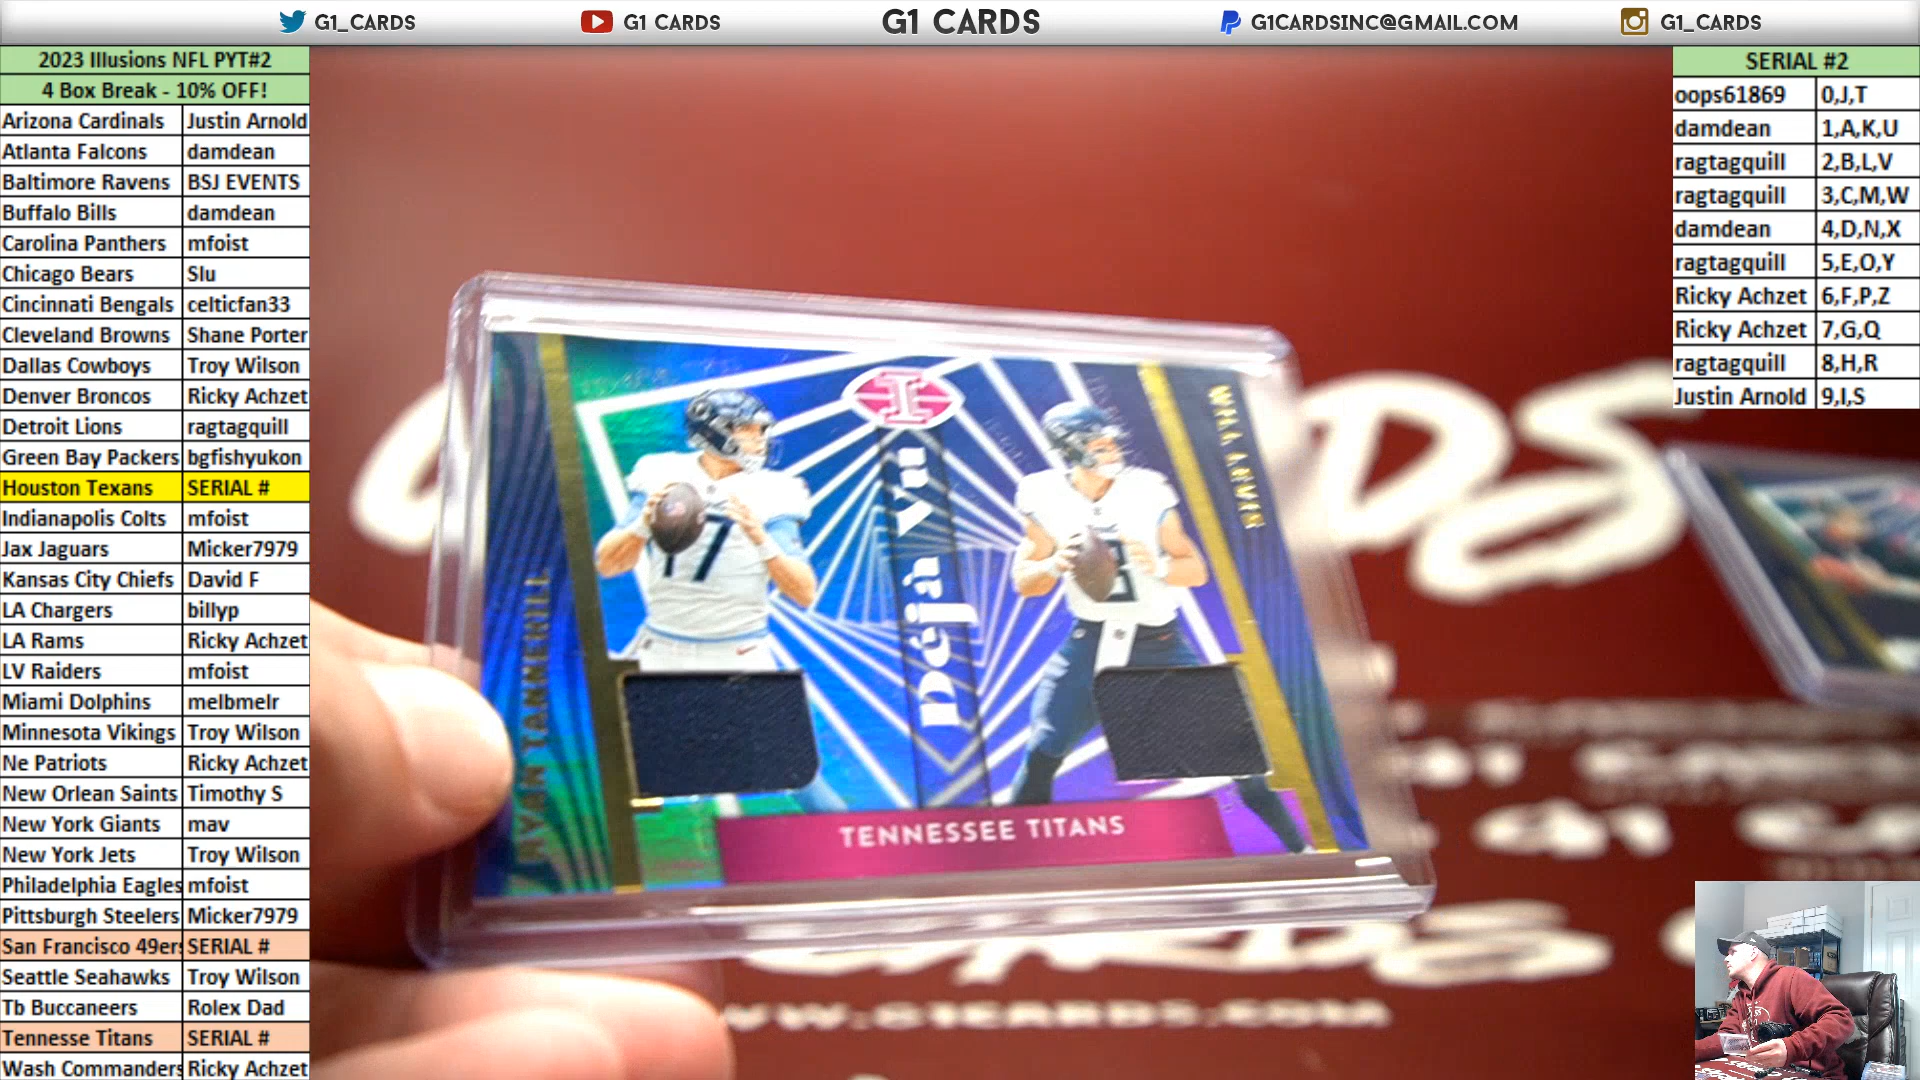 G1_CARDS
G1 CARDS
G1 CARDS
G1CARDSINC@GMAIL.COM
G1_CARDS
2023 Illusions NFL PYT#2
4 Box Break - 10% OFF!
Arizona Cardinals Justin Arnold
Atlanta Falcons damdean
Baltimore Ravens BSJ EVENTS
Buffalo Bills damdean
Carolina Panthers mfoist
Chicago Bears Slu
Cincinnati Bengals celticfan33
Cleveland Browns Shane Porter
Dallas Cowboys Troy Wilson
Denver Broncos Ricky Achzet
Detroit Lions ragtagquill
Green Bay Packers bgfishyukon
Houston Texans SERIAL #
Indianapolis Colts mfoist
Jax Jaguars Micker7979
Kansas City Chiefs David F
LA Chargers billyp
LA Rams Ricky Achzet
LV Raiders mfoist
Miami Dolphins melbmelr
Minnesota Vikings Troy Wilson
Ne Patriots Ricky Achzet
New Orlean Saints Timothy S
New York Giants mav
New York Jets Troy Wilson
Philadelphia Eagles mfoist
Pittsburgh Steelers Micker7979
San Francisco 49ers SERIAL #
Seattle Seahawks Troy Wilson
Tb Buccaneers Rolex Dad
Tennesse Titans SERIAL #
Wash Commanders Ricky Achzet
SERIAL #2
oops61869 0,J,T
damdean 1,A,K,U
ragtagquill 2,B,L,V
ragtagquill 3,C,M,W
damdean 4,D,N,X
ragtagquill 5,E,O,Y
Ricky Achzet 6,F,P,Z
Ricky Achzet 7,G,Q
ragtagquill 8,H,R
Justin Arnold 9,I,S
RYAN TANNEHILL
I
Déjà Vu
WILL LEVIS
17
8
TENNESSEE TITANS
CARDS
WWW.G1CARDS.COM